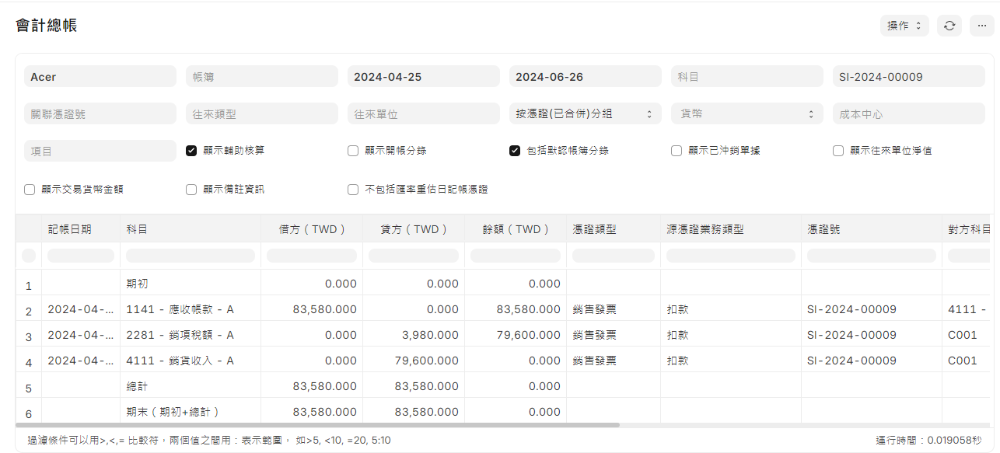 會計總帳
操作
Acer 帳簿 2024-04-25 2024-06-26 科目 SI-2024-00009
關聯憑證號 往來類型 往來單位 按憑證(已合併)分組 貨幣 成本中心
項目 顯示輔助核算 顯示開帳分錄 包括默認帳簿分錄 顯示已沖銷單據 顯示往來單位淨值
顯示交易貨幣金額 顯示備註資訊 不包括匯率重估日記帳憑證
記帳日期 科目 借方（TWD） 貸方（TWD） 餘額（TWD） 憑證類型 源憑證業務類型 憑證號 對方科目
1 期初 0.000 0.000 0.000
2 2024-04-... 1141 - 應收帳款 - A 83,580.000 0.000 83,580.000 銷售發票 扣款 SI-2024-00009 4111 -
3 2024-04-... 2281 - 銷項稅額 - A 0.000 3,980.000 79,600.000 銷售發票 扣款 SI-2024-00009 C001
4 2024-04-... 4111 - 銷貨收入 - A 0.000 79,600.000 0.000 銷售發票 扣款 SI-2024-00009 C001
5 總計 83,580.000 83,580.000 0.000
6 期末（期初+總計） 83,580.000 83,580.000 0.000
過濾條件可以用>,<,= 比較符，兩個值之間用：表示範圍， 如>5, <10, =20, 5:10 運行時間：0.019058秒